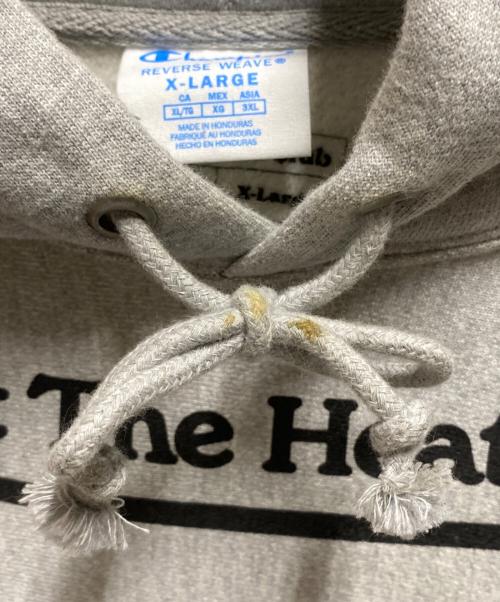 Champion
REVERSE WEAVE®
X-LARGE
CA MEX ASIA
XL/TG XG 3XL
MADE IN HONDURAS
FABRIQUÉ AU HONDURAS
HECHO EN HONDURAS
X-Large
The Heat